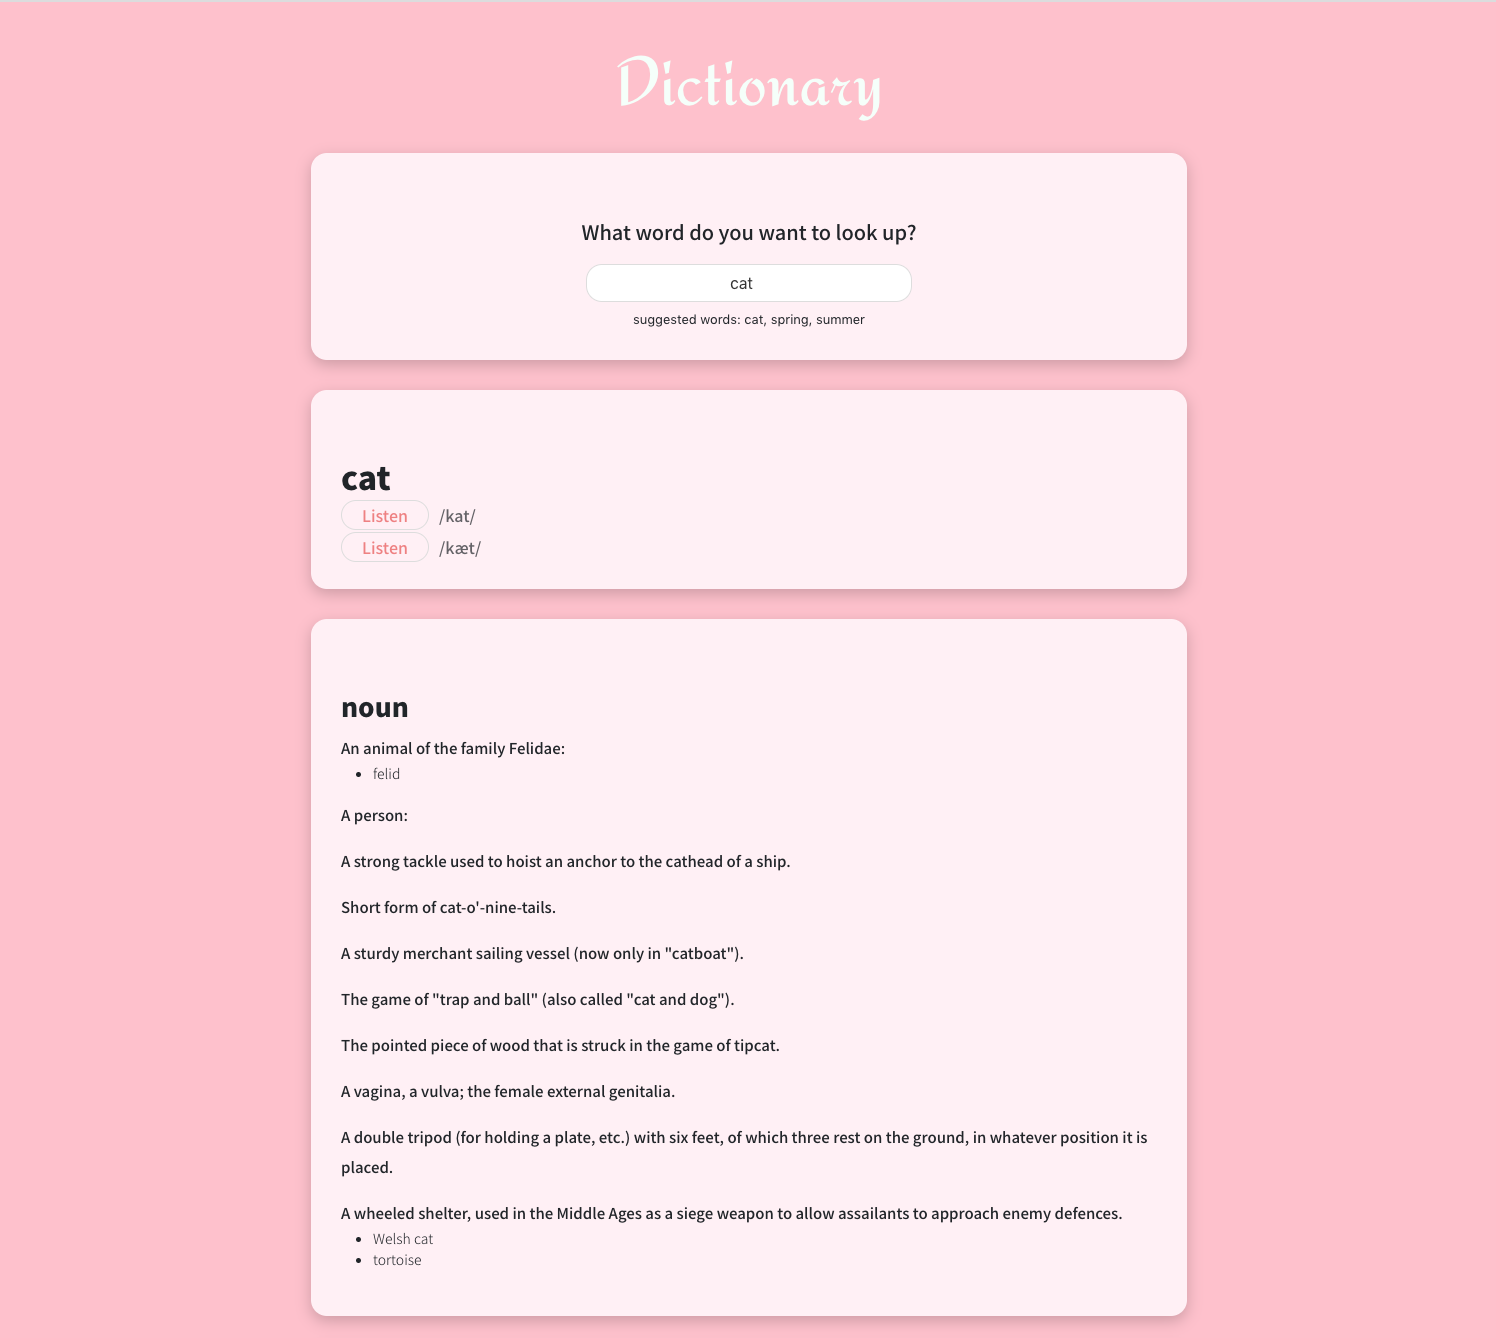 Dictionary
What word do you want to look up?
cat
suggested words: cat, spring, summer
cat
Listen /kat/
Listen /kæt/
noun
An animal of the family Felidae:
• felid
A person:
A strong tackle used to hoist an anchor to the cathead of a ship.
Short form of cat-o'-nine-tails.
A sturdy merchant sailing vessel (now only in "catboat").
The game of "trap and ball" (also called "cat and dog").
The pointed piece of wood that is struck in the game of tipcat.
A vagina, a vulva; the female external genitalia.
A double tripod (for holding a plate, etc.) with six feet, of which three rest on the ground, in whatever position it is
placed.
A wheeled shelter, used in the Middle Ages as a siege weapon to allow assailants to approach enemy defences.
• Welsh cat
• tortoise